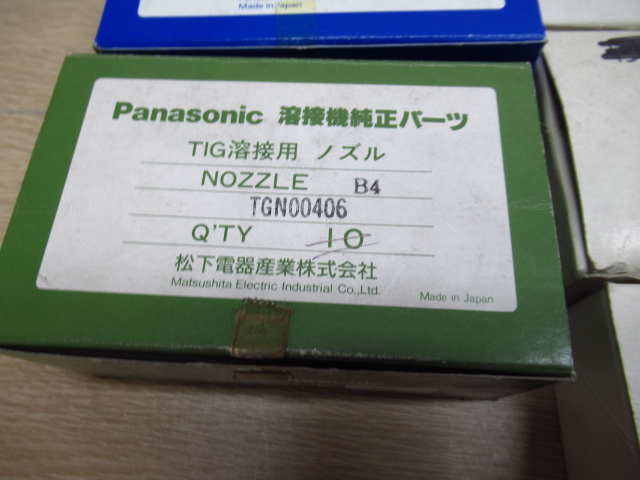 Made in Japan
Panasonic 溶接機純正パーツ
TIG溶接用 ノズル
NOZZLE B4
TGN00406
Q'TY 10
松下電器産業株式会社
Matsushita Electric Industrial Co.,Ltd.
Made in Japan